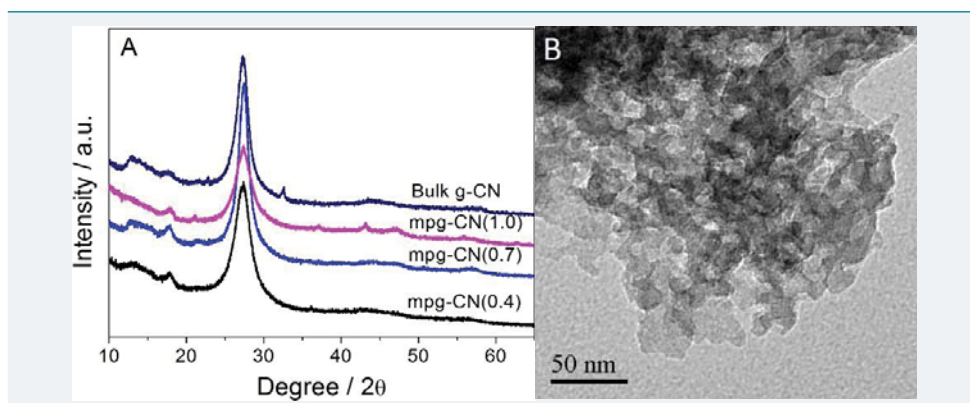 A
Intensity / a.u.
Bulk g-CN
mpg-CN(1.0)
mpg-CN(0.7)
mpg-CN(0.4)
10 20 30 40 50 60
Degree / 2θ
B
50 nm